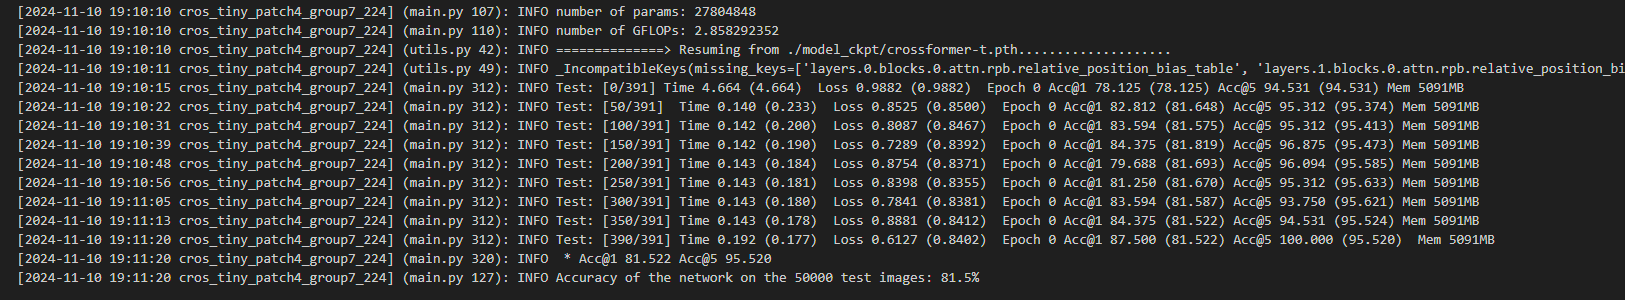 [2024-11-10 19:10:10 cros_tiny_patch4_group7_224] (main.py 107): INFO number of params: 27804848
[2024-11-10 19:10:10 cros_tiny_patch4_group7_224] (main.py 110): INFO number of GFLOPs: 2.858292352
[2024-11-10 19:10:10 cros_tiny_patch4_group7_224] (utils.py 42): INFO ==============> Resuming from ./model_ckpt/crossformer-t.pth....................
[2024-11-10 19:10:11 cros_tiny_patch4_group7_224] (utils.py 49): INFO _IncompatibleKeys(missing_keys=['layers.0.blocks.0.attn.rpb.relative_position_bias_table', 'layers.1.blocks.0.attn.rpb.relative_position_bi
[2024-11-10 19:10:15 cros_tiny_patch4_group7_224] (main.py 312): INFO Test: [0/391] Time 4.664 (4.664)  Loss 0.9882 (0.9882)  Epoch 0 Acc@1 78.125 (78.125) Acc@5 94.531 (94.531) Mem 5091MB
[2024-11-10 19:10:22 cros_tiny_patch4_group7_224] (main.py 312): INFO Test: [50/391]  Time 0.140 (0.233)  Loss 0.8525 (0.8500)  Epoch 0 Acc@1 82.812 (81.648) Acc@5 95.312 (95.374) Mem 5091MB
[2024-11-10 19:10:31 cros_tiny_patch4_group7_224] (main.py 312): INFO Test: [100/391] Time 0.142 (0.200)  Loss 0.8087 (0.8467)  Epoch 0 Acc@1 83.594 (81.575) Acc@5 95.312 (95.413) Mem 5091MB
[2024-11-10 19:10:39 cros_tiny_patch4_group7_224] (main.py 312): INFO Test: [150/391] Time 0.142 (0.190)  Loss 0.7289 (0.8392)  Epoch 0 Acc@1 84.375 (81.819) Acc@5 96.875 (95.473) Mem 5091MB
[2024-11-10 19:10:48 cros_tiny_patch4_group7_224] (main.py 312): INFO Test: [200/391] Time 0.143 (0.184)  Loss 0.8754 (0.8371)  Epoch 0 Acc@1 79.688 (81.693) Acc@5 96.094 (95.585) Mem 5091MB
[2024-11-10 19:10:56 cros_tiny_patch4_group7_224] (main.py 312): INFO Test: [250/391] Time 0.143 (0.181)  Loss 0.8398 (0.8355)  Epoch 0 Acc@1 81.250 (81.670) Acc@5 95.312 (95.633) Mem 5091MB
[2024-11-10 19:11:05 cros_tiny_patch4_group7_224] (main.py 312): INFO Test: [300/391] Time 0.143 (0.180)  Loss 0.7841 (0.8381)  Epoch 0 Acc@1 83.594 (81.587) Acc@5 93.750 (95.621) Mem 5091MB
[2024-11-10 19:11:13 cros_tiny_patch4_group7_224] (main.py 312): INFO Test: [350/391] Time 0.143 (0.178)  Loss 0.8881 (0.8412)  Epoch 0 Acc@1 84.375 (81.522) Acc@5 94.531 (95.524) Mem 5091MB
[2024-11-10 19:11:20 cros_tiny_patch4_group7_224] (main.py 312): INFO Test: [390/391] Time 0.192 (0.177)  Loss 0.6127 (0.8402)  Epoch 0 Acc@1 87.500 (81.522) Acc@5 100.000 (95.520)  Mem 5091MB
[2024-11-10 19:11:20 cros_tiny_patch4_group7_224] (main.py 320): INFO  * Acc@1 81.522 Acc@5 95.520
[2024-11-10 19:11:20 cros_tiny_patch4_group7_224] (main.py 127): INFO Accuracy of the network on the 50000 test images: 81.5%